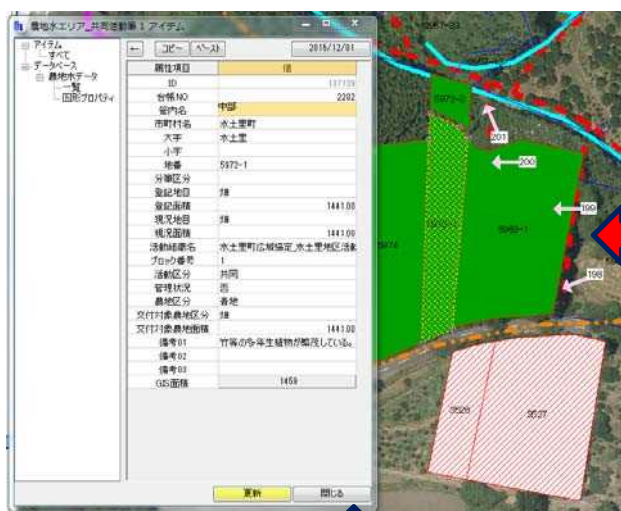 農地水エリア_共同活動 第 1 アイテム
アイテム
すべて
データベース
農地水データ
一覧
図形プロパティ
←
コピー
ペースト
2016/12/01
属性項目 値
ID 137139
台帳NO 2202
管内名 中部
市町村名 水土里町
大字 水土里
小字
地番 5972-1
分筆区分
登記地目 畑
登記面積 1441.00
現況地目 畑
現況面積 1441.00
活動組織名 水土里町広域協定_水土里地区活動
ブロック番号 1
活動区分 共同
管理状況 否
農地区分 畑地
交付対象農地区分 畑
交付対象農地面積 1441.00
備考01 竹等の多年生植物が繁茂している。
備考02
備考03
GIS面積 1459
更新
閉じる
201
200
199
198
5974
3526
3527